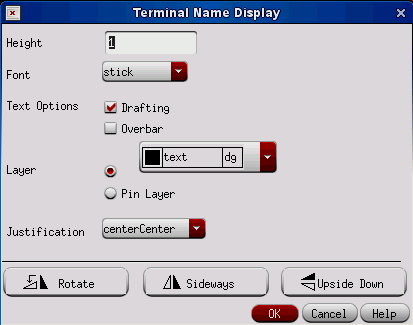 Terminal Name Display
Height 1
Font stick
Text Options Drafting
Overbar
Layer text dg
Pin Layer
Justification centerCenter
Rotate Sideways Upside Down
OK Cancel Help